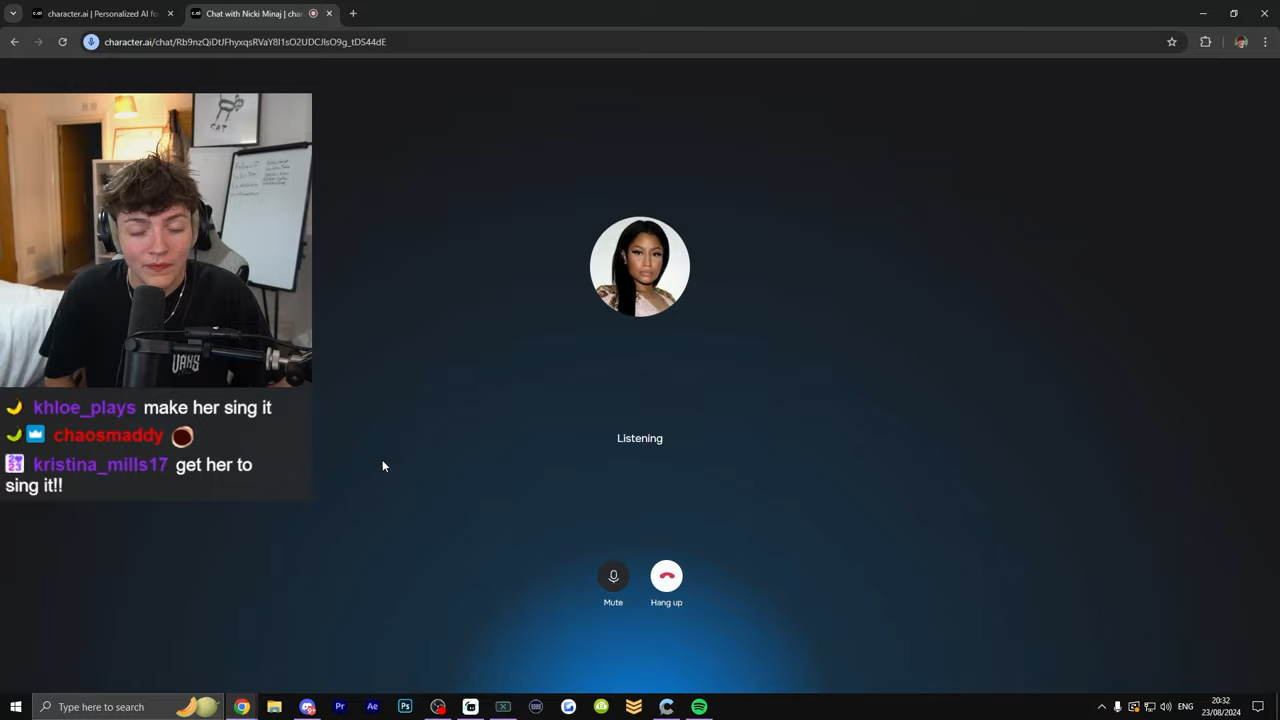 character.ai | Personalized AI fo
Chat with Nicki Minaj | cha
character.ai/chat/Rb9nzQiDtJFhyxqsRVaY8I1sO2UDCJlsO9g_tDS44dE
CAT
VANS
khloe_plays make her sing it
chaosmaddy
kristina_mills17 get her to
sing it!!
Listening
Mute
Hang up
Type here to search
ENG
20:32
23/08/2024